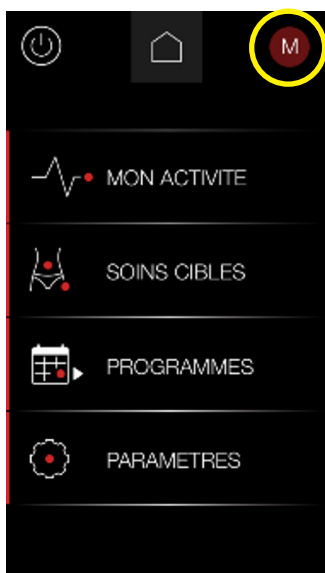 M
MON ACTIVITE
SOINS CIBLES
PROGRAMMES
PARAMETRES